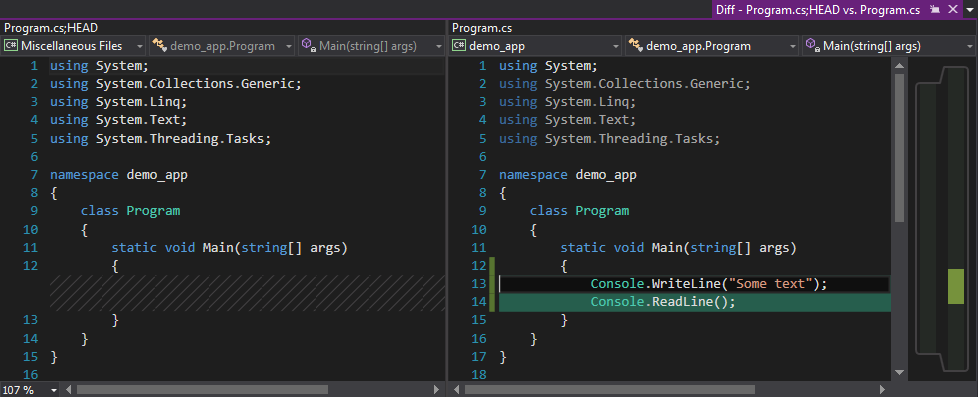 Diff - Program.cs;HEAD vs. Program.cs
Program.cs;HEAD
C# Miscellaneous Files demo_app.Program Main(string[] args)
1 using System;
2 using System.Collections.Generic;
3 using System.Linq;
4 using System.Text;
5 using System.Threading.Tasks;
6
7 namespace demo_app
8 {
9 class Program
10 {
11 static void Main(string[] args)
12 {
13 }
14 }
15 }
16
107 %
Program.cs
C# demo_app demo_app.Program Main(string[] args)
1 using System;
2 using System.Collections.Generic;
3 using System.Linq;
4 using System.Text;
5 using System.Threading.Tasks;
6
7 namespace demo_app
8 {
9 class Program
10 {
11 static void Main(string[] args)
12 {
13 Console.WriteLine("Some text");
14 Console.ReadLine();
15 }
16 }
17 }
18